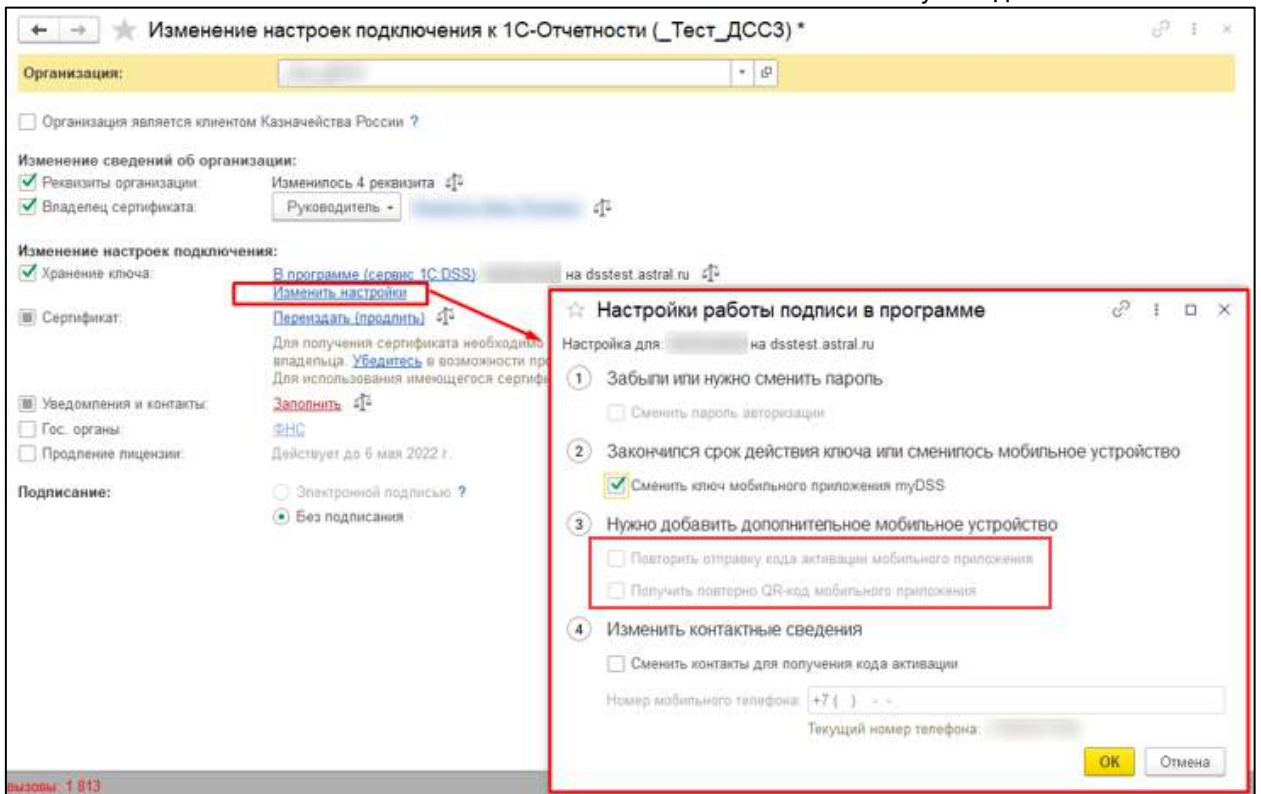 Изменение настроек подключения к 1С-Отчетности (_Тест_ДСС3) *
Организация:
Организация является клиентом Казначейства России ?
Изменение сведений об организации:
Реквизиты организации: Изменилось 4 реквизита
Владелец сертификата: Руководитель
Изменение настроек подключения:
Хранение ключа: В программе (сервис 1С:DSS) на dsstest.astral.ru
Изменить настройки
Сертификат: Переиздать (продлить)
Для получения сертификата необходимо
владельца. Убедитесь в возможности
Для использования имеющегося
Уведомления и контакты: Заполнить
Гос. органы: ФНС
Продление лицензии: Действует до 6 мая 2022 г.
Подписание: Электронной подписью ?
Без подписания
Настройки работы подписи в программе
Настройка для: на dsstest.astral.ru
1 Забыли или нужно сменить пароль
Сменить пароль авторизации
2 Закончился срок действия ключа или сменилось мобильное устройство
Сменить ключ мобильного приложения myDSS
3 Нужно добавить дополнительное мобильное устройство
Повторить отправку кода активации мобильного приложения
Получить повторно QR-код мобильного приложения
4 Изменить контактные сведения
Сменить контакты для получения кода активации
Номер мобильного телефона: +7 ( ) - -
Текущий номер телефона:
ОК Отмена
вызовы: 1 813